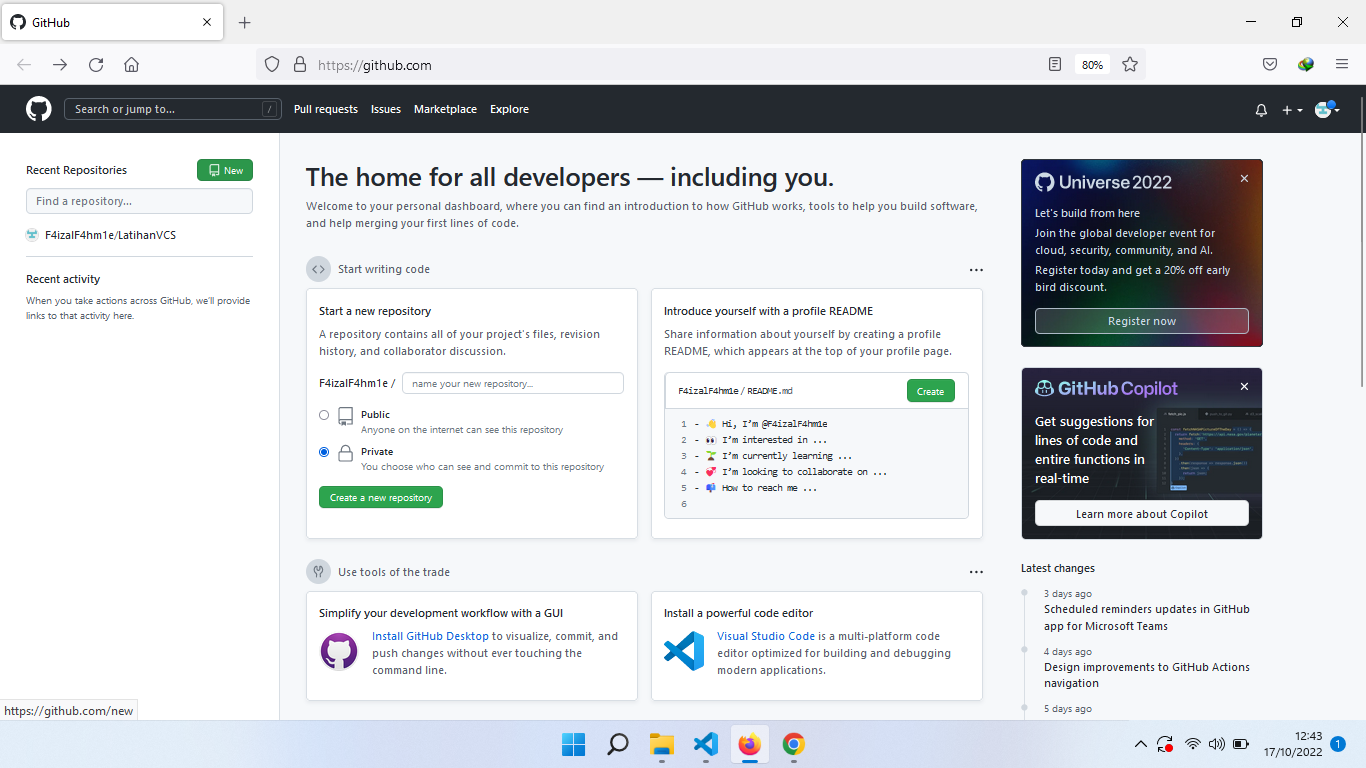 GitHub
https://github.com
80%
Search or jump to...
/
Pull requests
Issues
Marketplace
Explore
Recent Repositories
New
Find a repository...
F4izalF4hm1e/LatihanVCS
Recent activity
When you take actions across GitHub, we'll provide
links to that activity here.
The home for all developers — including you.
Welcome to your personal dashboard, where you can find an introduction to how GitHub works, tools to help you build software,
and help merging your first lines of code.
Start writing code
Start a new repository
A repository contains all of your project's files, revision
history, and collaborator discussion.
F4izalF4hm1e /
name your new repository...
Public
Anyone on the internet can see this repository
Private
You choose who can see and commit to this repository
Create a new repository
Introduce yourself with a profile README
Share information about yourself by creating a profile
README, which appears at the top of your profile page.
F4izalF4hm1e / README.md
Create
1 - 👋 Hi, I'm @F4izalF4hm1e
2 - 👀 I'm interested in ...
3 - 🌱 I'm currently learning ...
4 - 💞️ I'm looking to collaborate on ...
5 - 📫 How to reach me ...
6
Use tools of the trade
Simplify your development workflow with a GUI
Install GitHub Desktop to visualize, commit, and
push changes without ever touching the
command line.
Install a powerful code editor
Visual Studio Code is a multi-platform code
editor optimized for building and debugging
modern applications.
Universe 2022
Let's build from here
Join the global developer event for
cloud, security, community, and AI.
Register today and get a 20% off early
bird discount.
Register now
GitHub Copilot
Get suggestions for
lines of code and
entire functions in
real-time
Learn more about Copilot
Latest changes
3 days ago
Scheduled reminders updates in GitHub
app for Microsoft Teams
4 days ago
Design improvements to GitHub Actions
navigation
5 days ago
https://github.com/new
12:43
17/10/2022
1